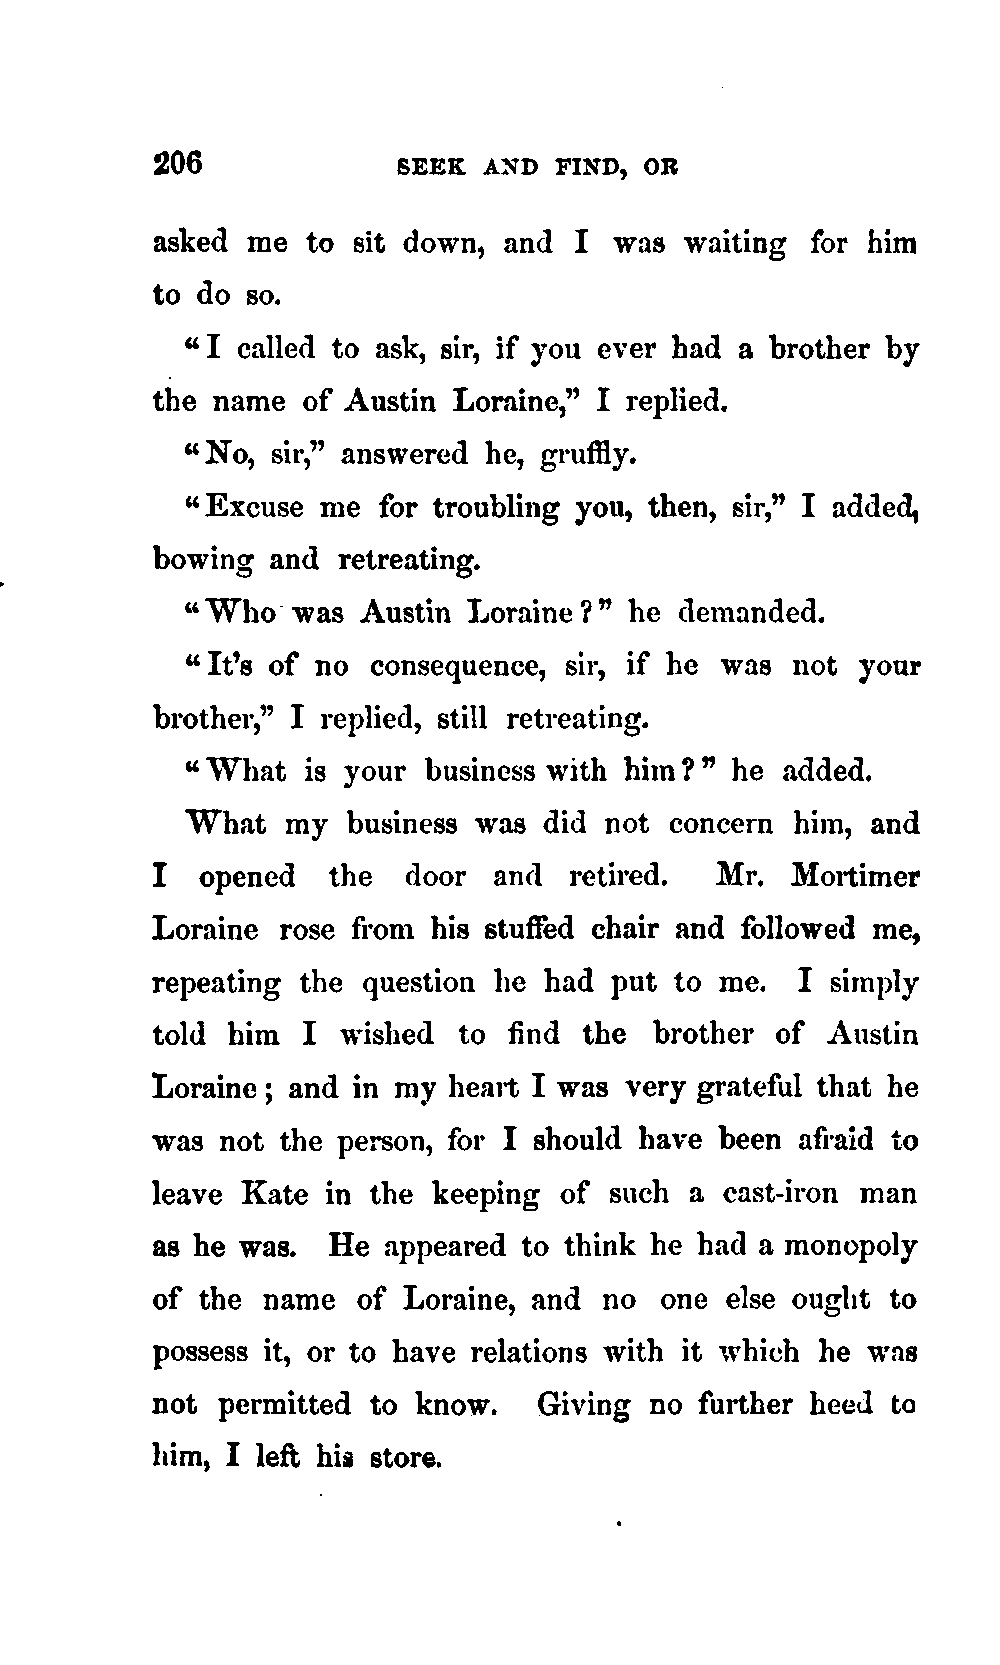 206 SEEK AND FIND, OR
asked me to sit down, and I was waiting for him
to do so.
“I called to ask, sir, if you ever had a brother by
the name of Austin Loraine,” I replied.
“No, sir,” answered he, gruffly.
“Excuse me for troubling you, then, sir,” I added,
bowing and retreating.
“Who was Austin Loraine?” he demanded.
“It’s of no consequence, sir, if he was not your
brother,” I replied, still retreating.
“What is your business with him?” he added.
What my business was did not concern him, and
I opened the door and retired. Mr. Mortimer
Loraine rose from his stuffed chair and followed me,
repeating the question he had put to me. I simply
told him I wished to find the brother of Austin
Loraine; and in my heart I was very grateful that he
was not the person, for I should have been afraid to
leave Kate in the keeping of such a cast-iron man
as he was. He appeared to think he had a monopoly
of the name of Loraine, and no one else ought to
possess it, or to have relations with it which he was
not permitted to know. Giving no further heed to
him, I left his store.